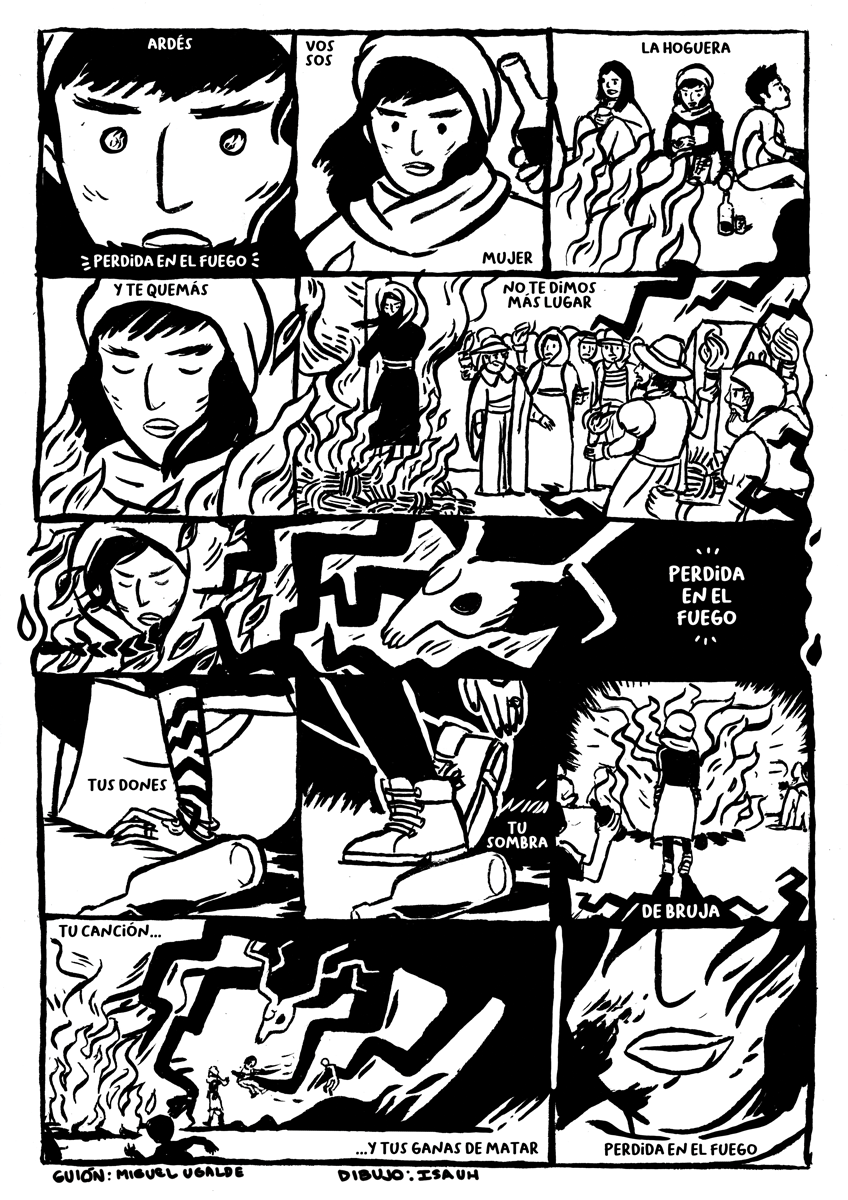 ARDÉS
PERDIDA EN EL FUEGO
VOS
SOS
MUJER
LA HOGUERA
Y TE QUEMÁS
NO TE DIMOS
MÁS LUGAR
PERDIDA
EN EL
FUEGO
TUS DONES
TU
SOMBRA
DE BRUJA
TU CANCIÓN...
...Y TUS GANAS DE MATAR
PERDIDA EN EL FUEGO
GUIÓN: MIGUEL UGALDE
DIBUJO: ISAUH